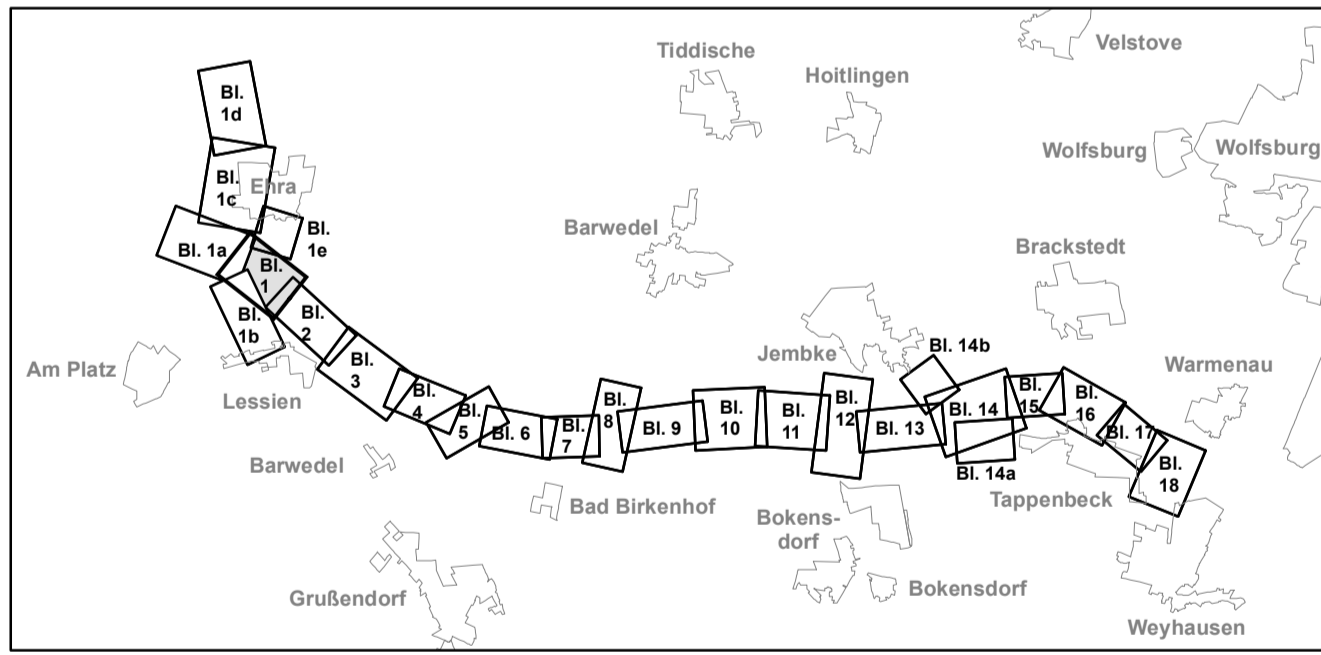 Velstove
Tiddische
Hoitlingen
Bl.
1d
Wolfsburg
Wolfsburg
Bl.
1c
Ehra
Barwedel
Bl.
1e
Bl. 1a
Brackstedt
Bl.
1
Bl.
2
Bl.
1b
Bl. 14b
Jembke
Warmenau
Am Platz
Bl.
3
Lessien
Bl.
4
Bl.
5
Bl. 6
Bl.
7
Bl.
8
Bl. 9
Bl.
10
Bl.
11
Bl.
12
Bl. 13
Bl. 14
Bl.
15
Bl.
16
Bl. 17
Bl.
18
Bl. 14a
Barwedel
Tappenbeck
Bad Birkenhof
Bokens-
dorf
Bokensdorf
Grußendorf
Weyhausen